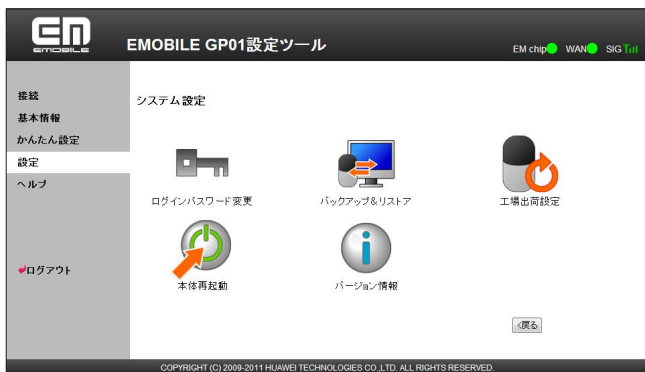 EM
EMOBILE
EMOBILE GP01設定ツール
EM chip WAN SIG
接続
基本情報
かんたん設定
設定
ヘルプ
ログアウト
システム設定
ログインパスワード変更
バックアップ&リストア
工場出荷設定
本体再起動
バージョン情報
<戻る
COPYRIGHT (C) 2009-2011 HUAWEI TECHNOLOGIES CO.,LTD. ALL RIGHTS RESERVED.